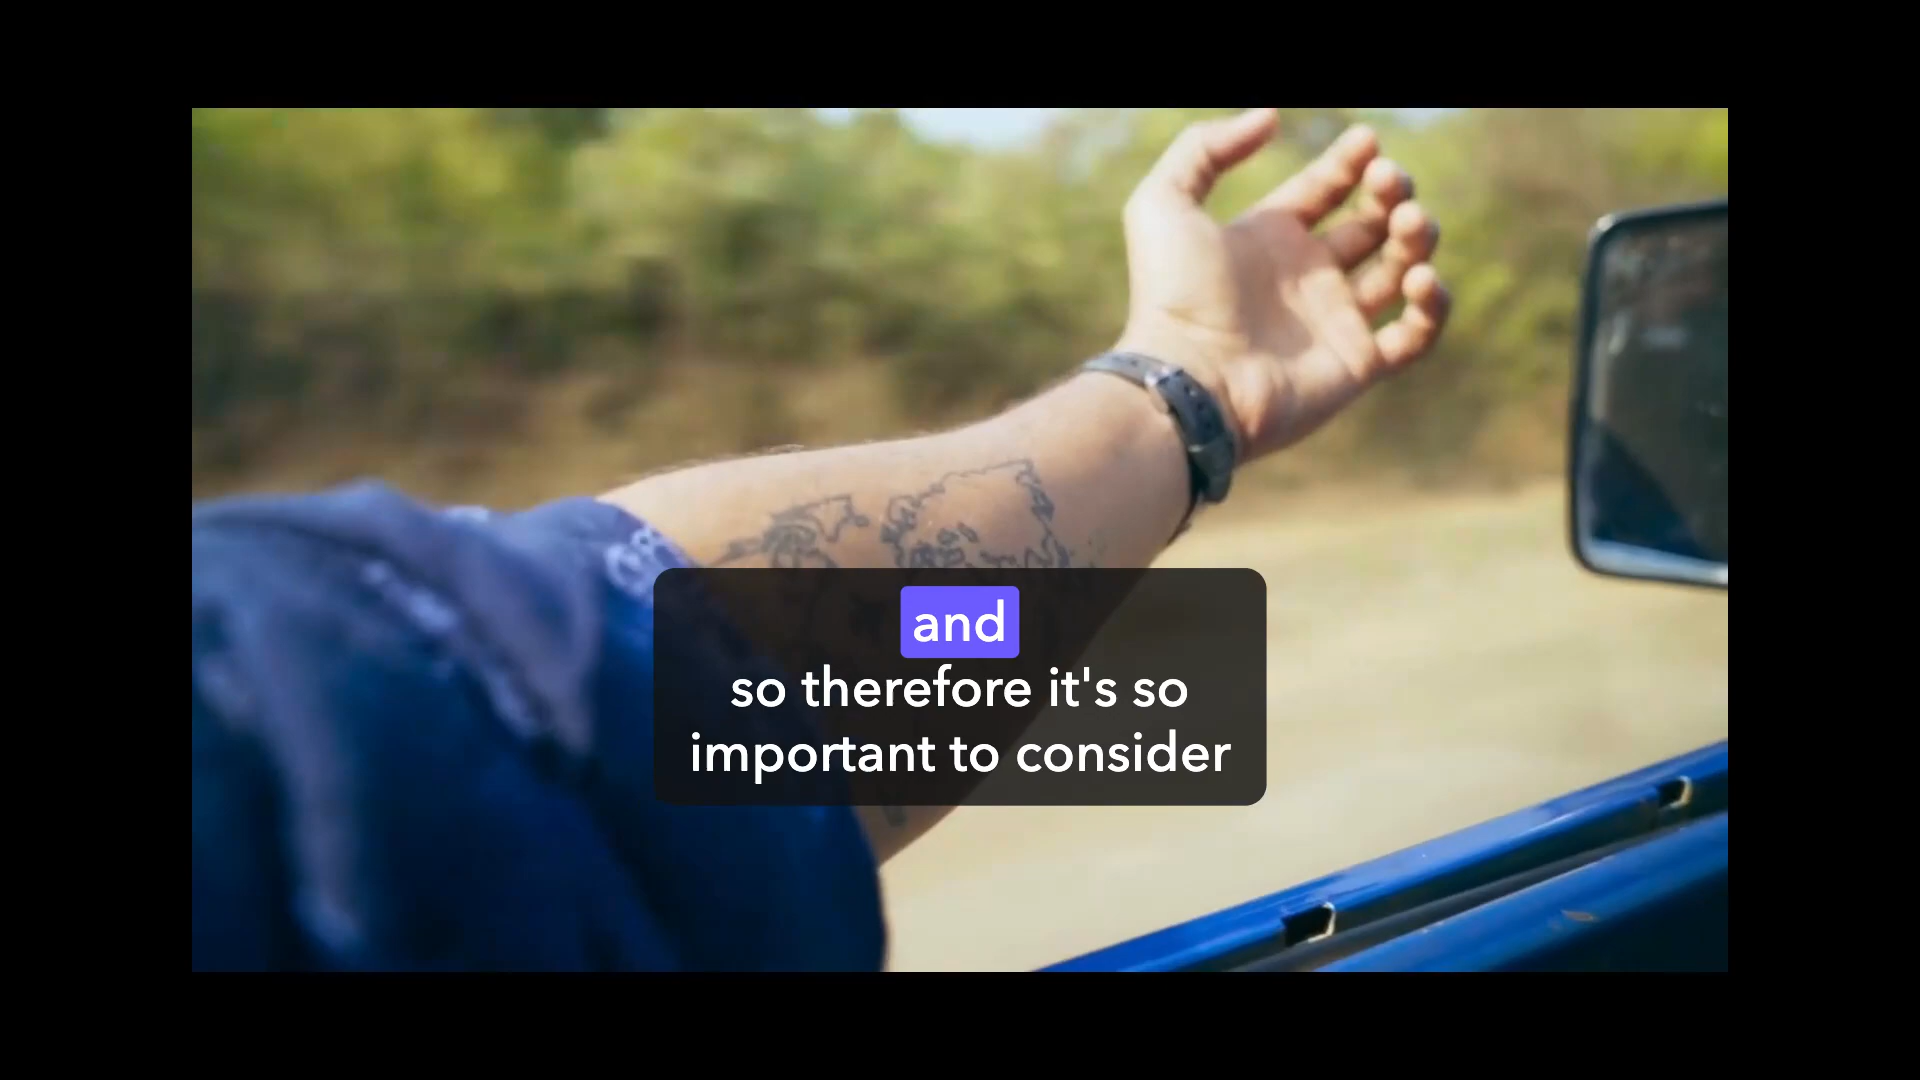 and
so therefore it's so
important to consider